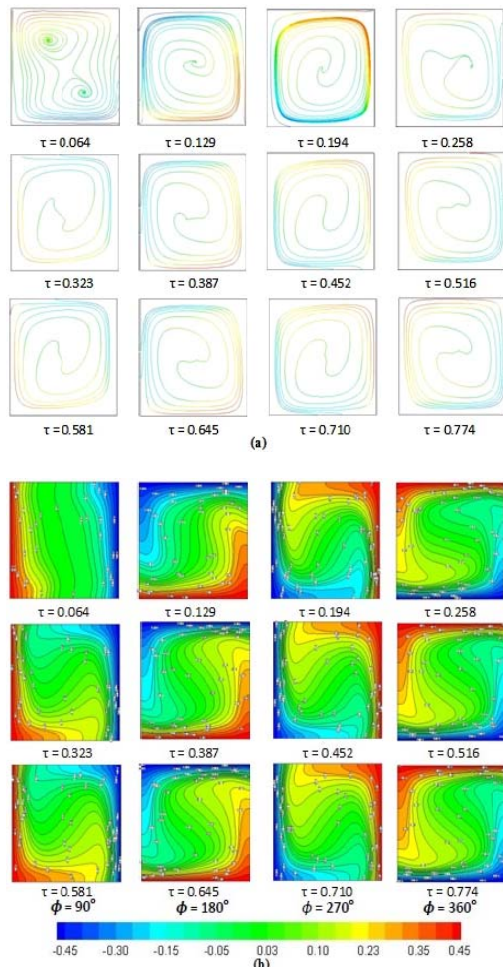 τ = 0.064 τ = 0.129 τ = 0.194 τ = 0.258
τ = 0.323 τ = 0.387 τ = 0.452 τ = 0.516
τ = 0.581 τ = 0.645 τ = 0.710 τ = 0.774
(a)
τ = 0.064 τ = 0.129 τ = 0.194 τ = 0.258
τ = 0.323 τ = 0.387 τ = 0.452 τ = 0.516
τ = 0.581 τ = 0.645 τ = 0.710 τ = 0.774
ϕ = 90° ϕ = 180° ϕ = 270° ϕ = 360°
-0.45 -0.30 -0.15 -0.05 0.03 0.10 0.23 0.35 0.45
(b)